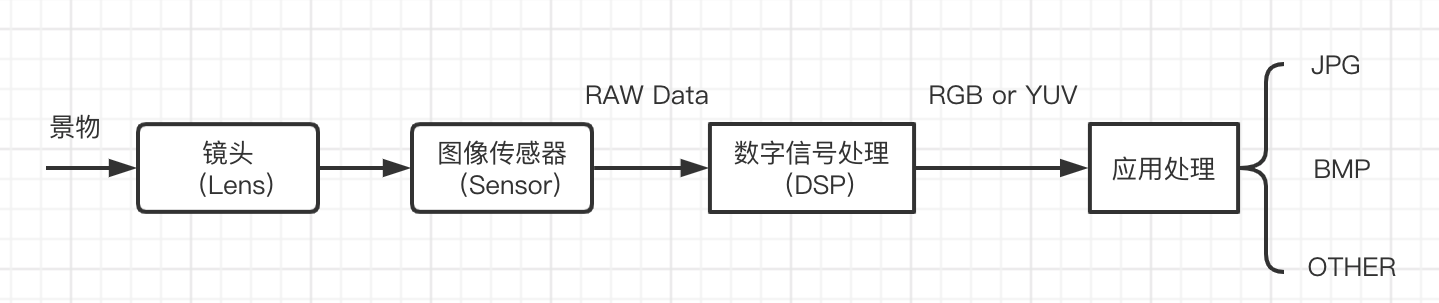 景物
镜头
(Lens)
图像传感器
(Sensor)
RAW Data
数字信号处理
(DSP)
RGB or YUV
应用处理
JPG
BMP
OTHER